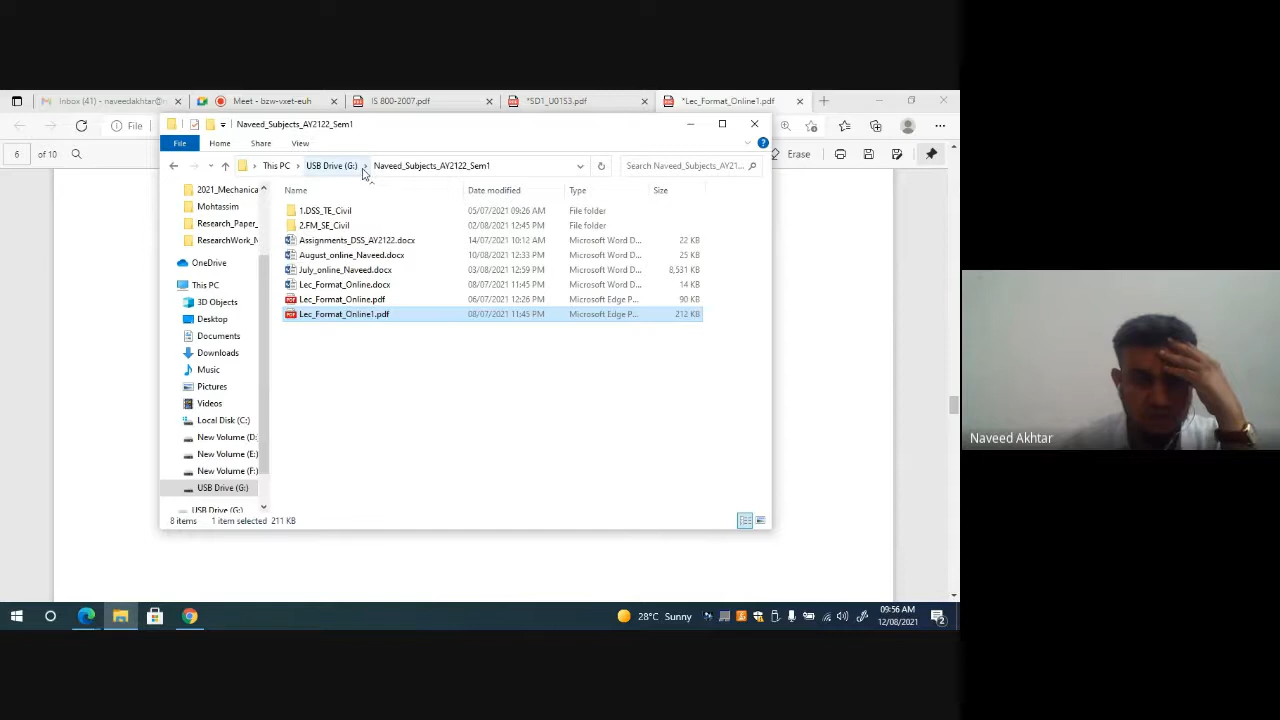 Inbox (41) - naveedakhtar@
Meet - bzw-vxet-euh
IS 800-2007.pdf
*SD1_U0153.pdf
*Lec_Format_Online1.pdf
File
6 of 10
Erase
Naveed_Subjects_AY2122_Sem1
File Home Share View
This PC > USB Drive (G:) > Naveed_Subjects_AY2122_Sem1
Search Naveed_Subjects_AY21...
2021_Mechanica
Mohtassim
Research_Paper_
ResearchWork_N
OneDrive
This PC
3D Objects
Desktop
Documents
Downloads
Music
Pictures
Videos
Local Disk (C:)
New Volume (D:
New Volume (E:)
New Volume (F:)
USB Drive (G:)
USB Drive (G:)
Name Date modified Type Size
1.DSS_TE_Civil 05/07/2021 09:26 AM File folder
2.FM_SE_Civil 02/08/2021 12:45 PM File folder
Assignments_DSS_AY2122.docx 14/07/2021 10:12 AM Microsoft Word D... 22 KB
August_online_Naveed.docx 10/08/2021 12:33 PM Microsoft Word D... 25 KB
July_online_Naveed.docx 03/08/2021 12:59 PM Microsoft Word D... 8,531 KB
Lec_Format_Online.docx 08/07/2021 11:45 PM Microsoft Word D... 14 KB
Lec_Format_Online.pdf 06/07/2021 12:26 PM Microsoft Edge P... 90 KB
Lec_Format_Online1.pdf 08/07/2021 11:45 PM Microsoft Edge P... 212 KB
8 items 1 item selected 211 KB
28°C Sunny
09:56 AM
12/08/2021
2
Naveed Akhtar